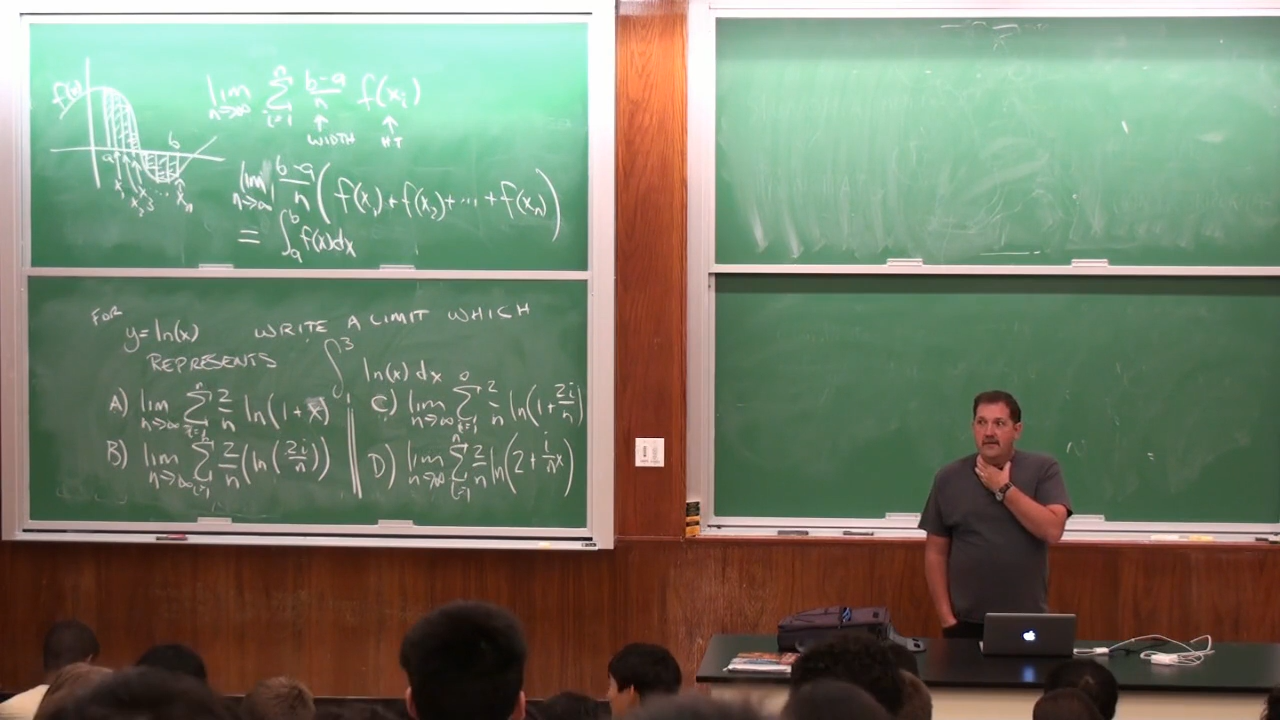 f(x)
lim n→∞ n Σ i=1 b-a/n f(xi)
↑ WIDTH ↑ HT
a b
x1 x2 x3 ... xn
lim n→∞ b-a/n (f(x1)+f(x2)+...+f(xn))
= ∫ a b f(x)dx
FOR
y=ln(x) WRITE A LIMIT WHICH
REPRESENTS ∫ 1 3 ln(x) dx
A) lim n→∞ n Σ i=1 2/n ln(1+x)
B) lim n→∞ n Σ i=1 2/n (ln(2i/n))
C) lim n→∞ Σ i=1 2/n ln(1+2i/n)
D) lim n→∞ n Σ i=1 2/n ln(2+i/n x)